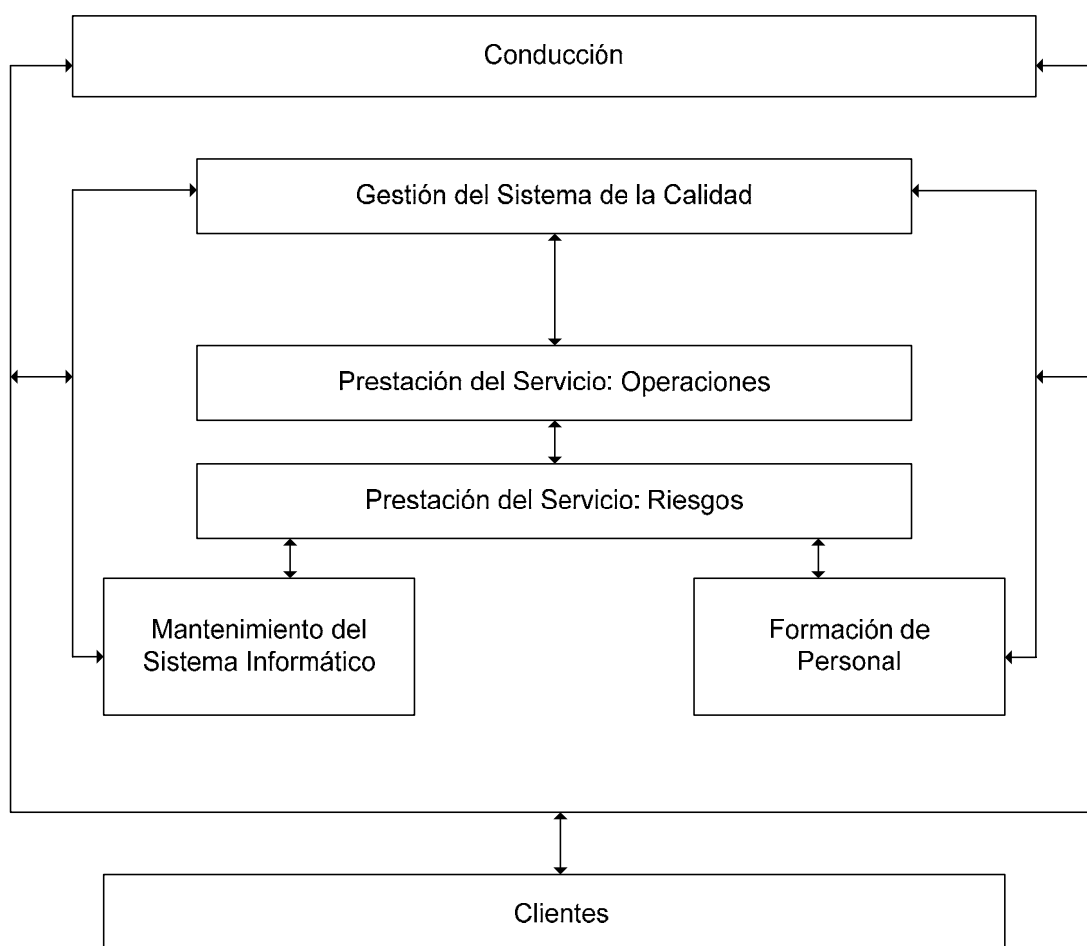 Conducción
Gestión del Sistema de la Calidad
Prestación del Servicio: Operaciones
Prestación del Servicio: Riesgos
Mantenimiento del
Sistema Informático
Formación de
Personal
Clientes